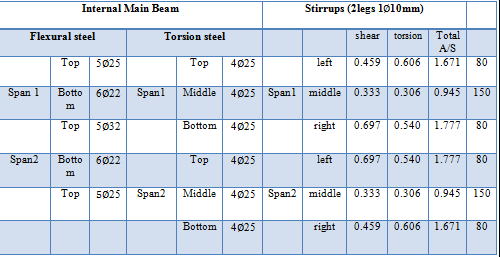 Internal Main Beam Stirrups (2legs 1Ø10mm)
Flexural steel Torsion steel shear torsion Total
A/S
Top 5Ø25 Top 4Ø25 left 0.459 0.606 1.671 80
Span 1 Botto 6Ø22 Span1 Middle 4Ø25 Span1 middle 0.333 0.306 0.945 150
m
Top 5Ø32 Bottom 4Ø25 right 0.697 0.540 1.777 80
Span2 Botto 6Ø22 Top 4Ø25 left 0.697 0.540 1.777 80
m
Top 5Ø25 Span2 Middle 4Ø25 Span2 middle 0.333 0.306 0.945 150
Bottom 4Ø25 right 0.459 0.606 1.671 80